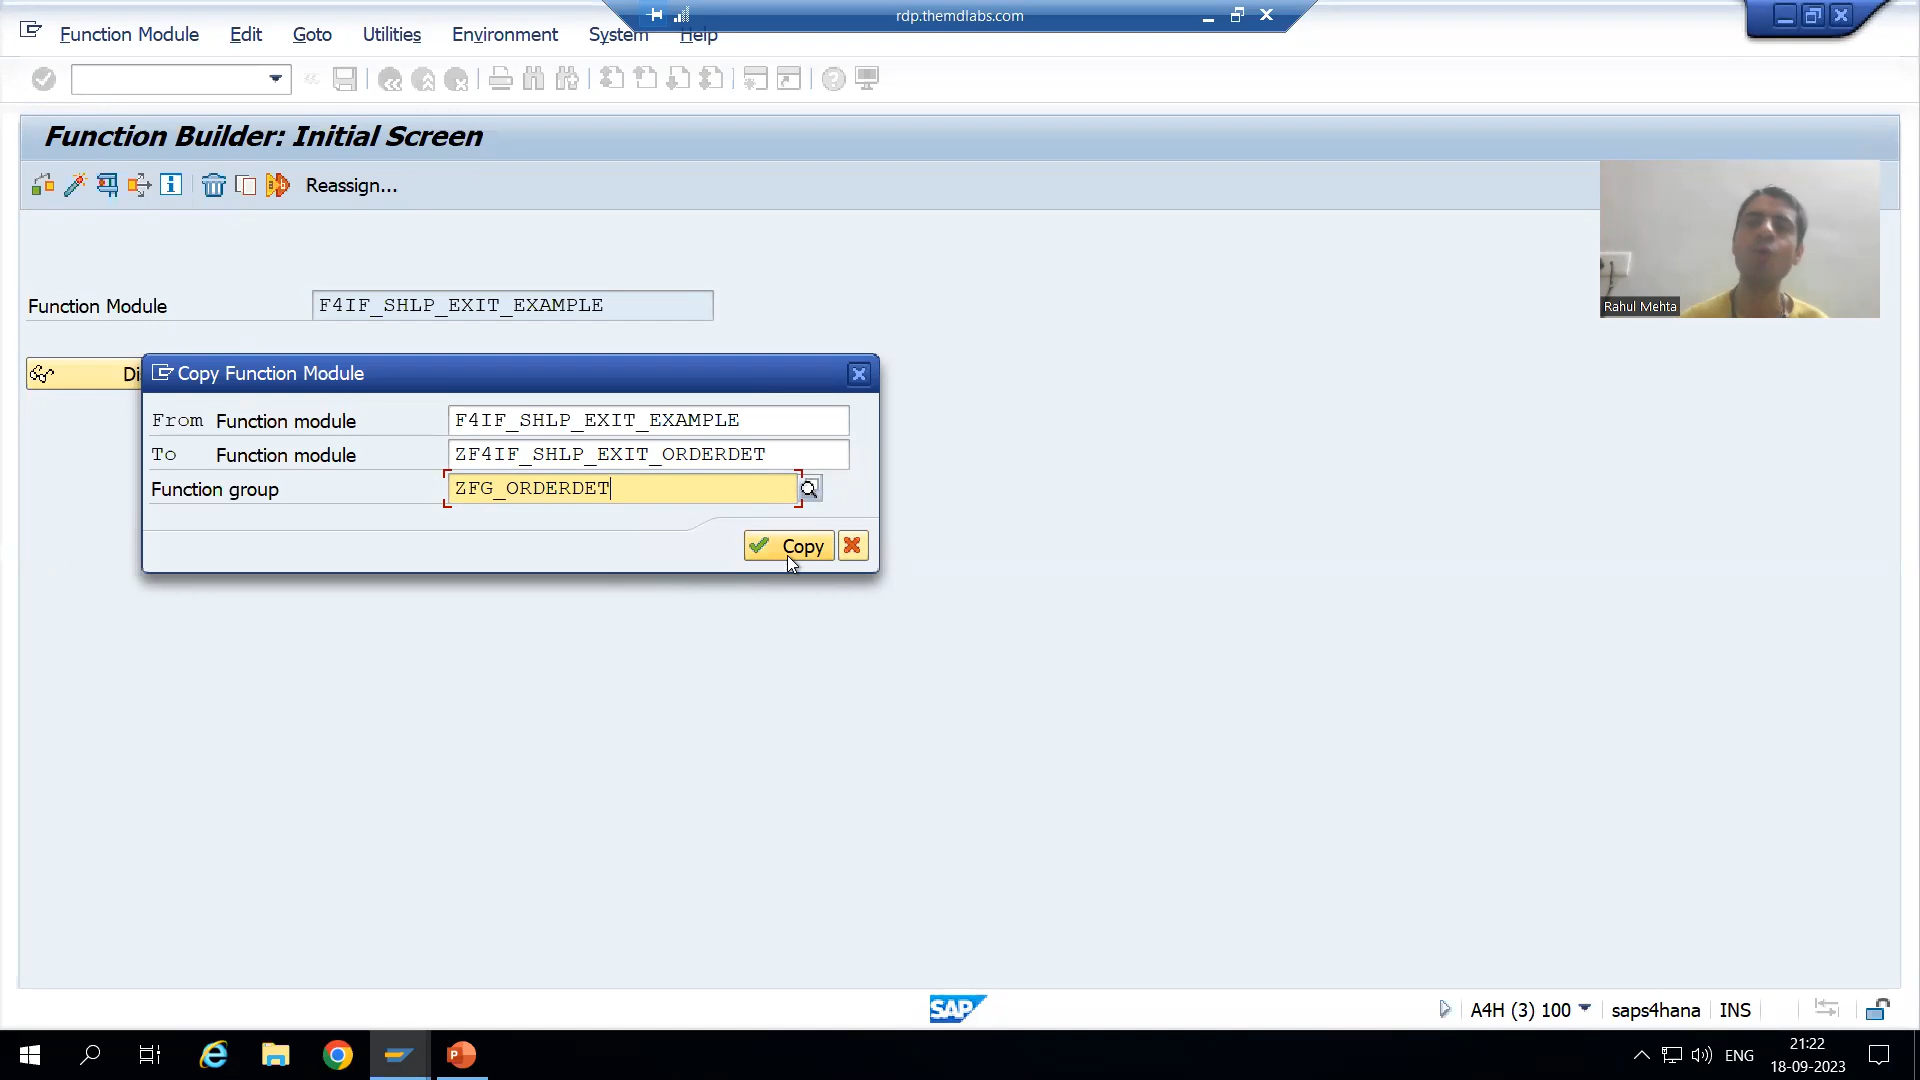 rdp.themdlabs.com
Function Module Edit Goto Utilities Environment System Help
Function Builder: Initial Screen
Reassign...
Function Module F4IF_SHLP_EXIT_EXAMPLE
Rahul Mehta
Di
Copy Function Module
From Function module F4IF_SHLP_EXIT_EXAMPLE
To Function module ZF4IF_SHLP_EXIT_ORDERDET
Function group ZFG_ORDERDET
Copy
SAP
A4H (3) 100 saps4hana INS
21:22
ENG
18-09-2023